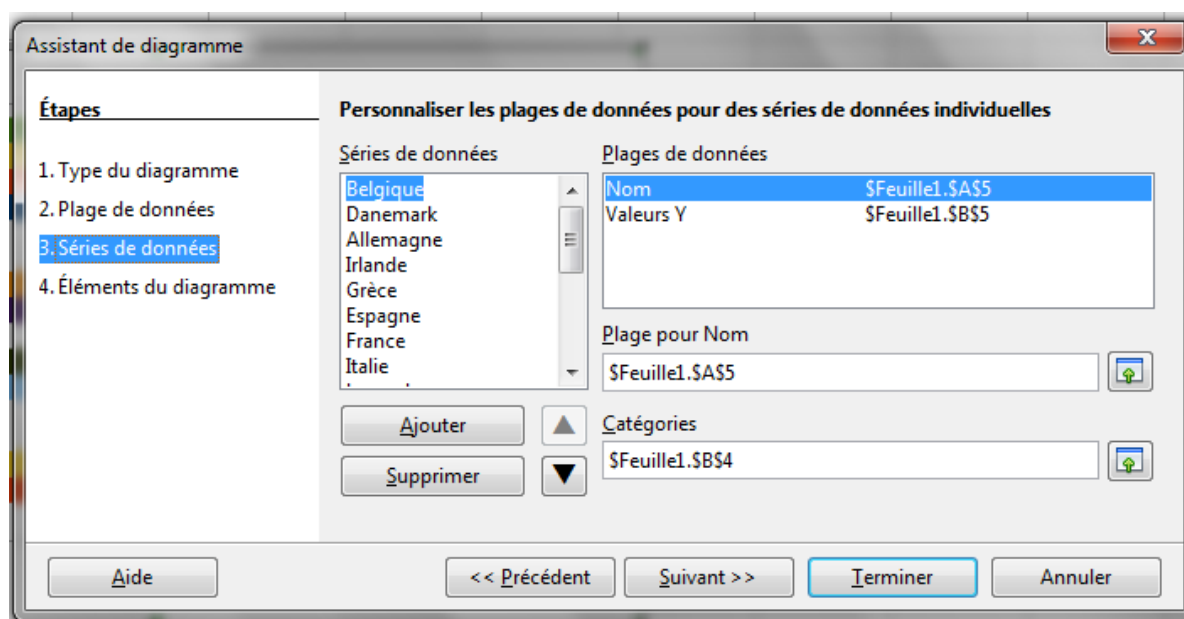 Assistant de diagramme
Étapes
1. Type du diagramme
2. Plage de données
3. Séries de données
4. Éléments du diagramme
Personnaliser les plages de données pour des séries de données individuelles
Séries de données
Belgique
Danemark
Allemagne
Irlande
Grèce
Espagne
France
Italie
Plages de données
Nom $Feuille1.$A$5
Valeurs Y $Feuille1.$B$5
Plage pour Nom
$Feuille1.$A$5
Ajouter
Supprimer
Catégories
$Feuille1.$B$4
Aide
<< Précédent
Suivant >>
Terminer
Annuler